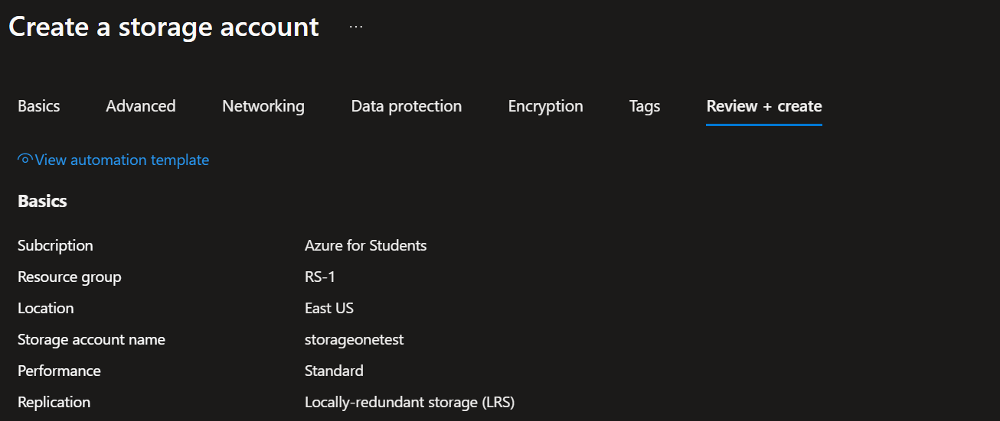 Create a storage account ...
Basics Advanced Networking Data protection Encryption Tags Review + create
View automation template
Basics
Subcription Azure for Students
Resource group RS-1
Location East US
Storage account name storageonetest
Performance Standard
Replication Locally-redundant storage (LRS)